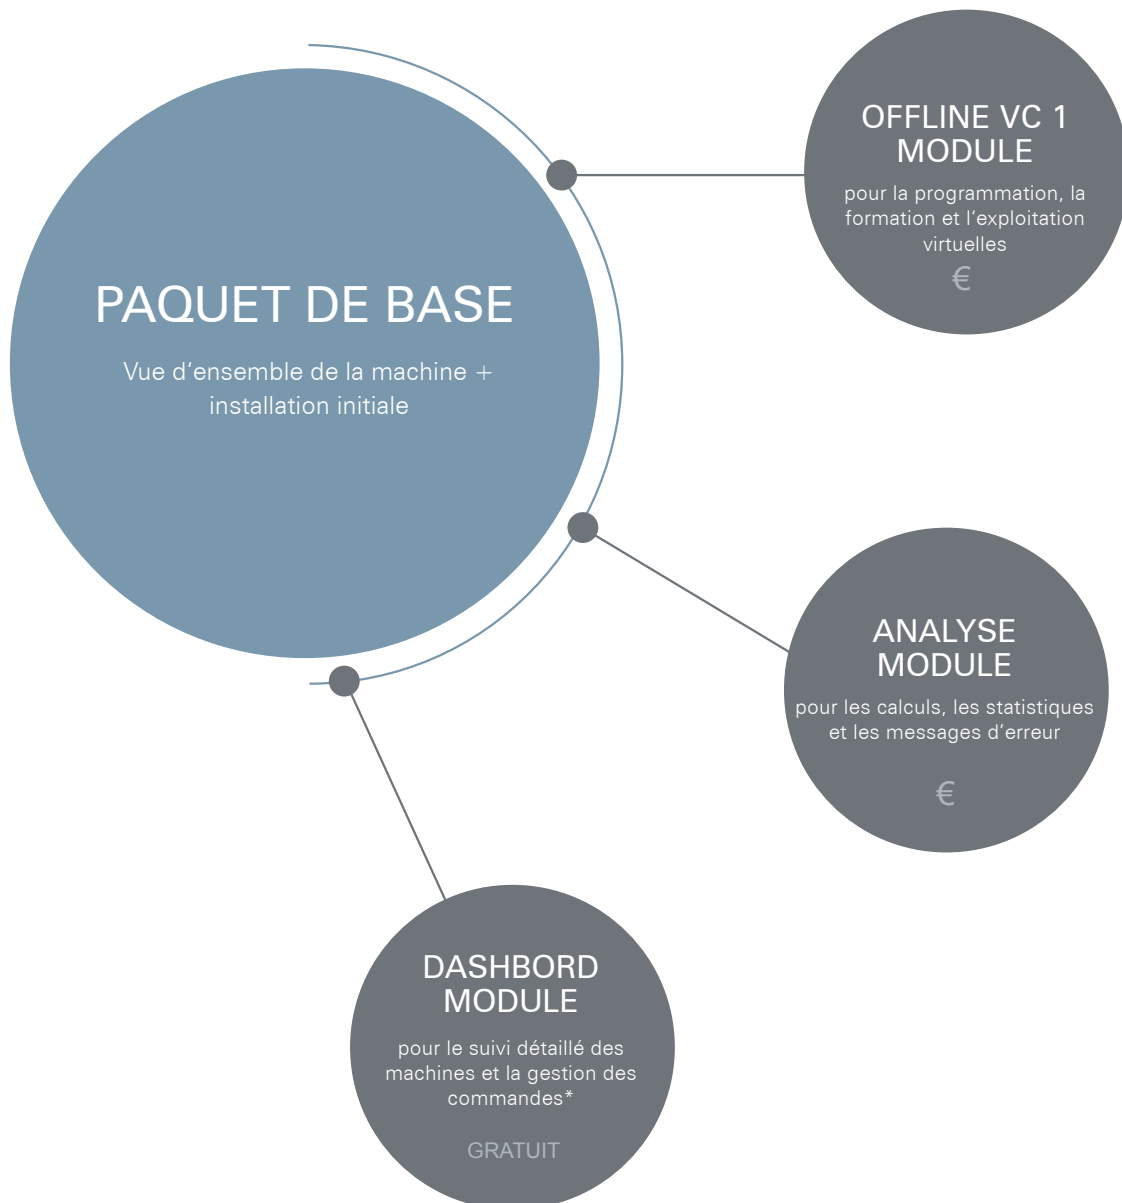 OFFLINE VC 1
MODULE
pour la programmation, la
formation et l‘exploitation
virtuelles
€
PAQUET DE BASE
Vue d‘ensemble de la machine +
installation initiale
ANALYSE
MODULE
pour les calculs, les statistiques
et les messages d‘erreur
€
DASHBORD
MODULE
pour le suivi détaillé des
machines et la gestion des
commandes*
GRATUIT